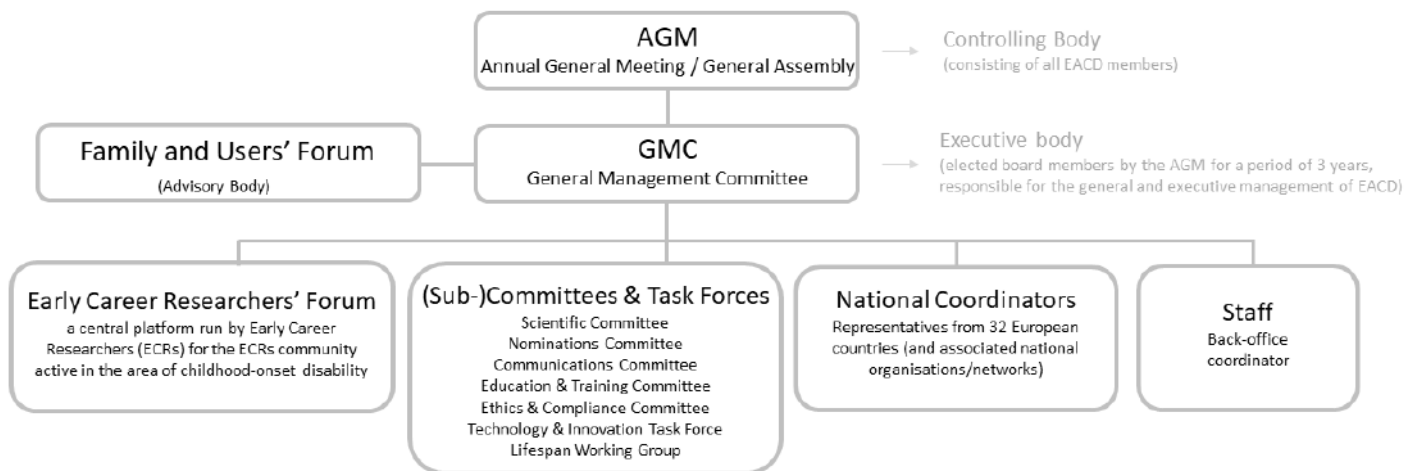 AGM
Annual General Meeting / General Assembly
Controlling Body
(consisting of all EACD members)
Family and Users' Forum
(Advisory Body)
GMC
General Management Committee
Executive body
(elected board members by the AGM for a period of 3 years,
responsible for the general and executive management of EACD)
Early Career Researchers' Forum
a central platform run by Early Career
Researchers (ECRs) for the ECRs community
active in the area of childhood-onset disability
(Sub-)Committees & Task Forces
Scientific Committee
Nominations Committee
Communications Committee
Education & Training Committee
Ethics & Compliance Committee
Technology & Innovation Task Force
Lifespan Working Group
National Coordinators
Representatives from 32 European
countries (and associated national
organisations/networks)
Staff
Back-office
coordinator